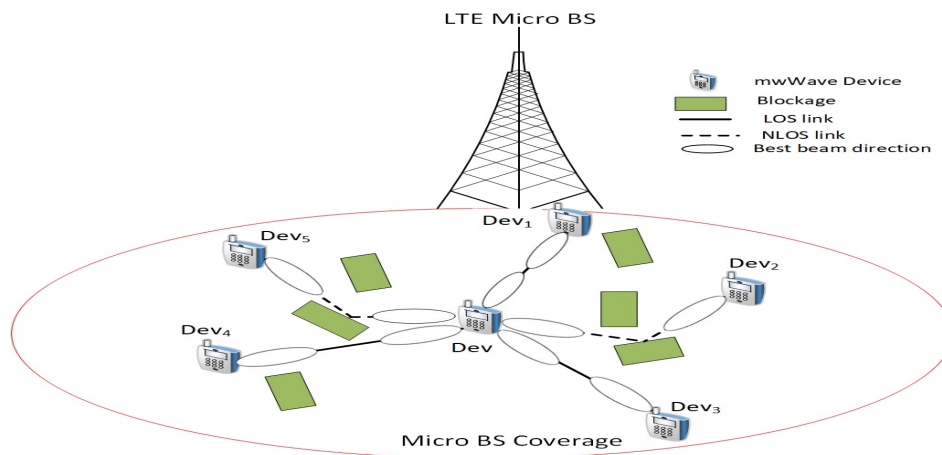 LTE Micro BS
mwWave Device
Blockage
LOS link
NLOS link
Best beam direction
Dev₁
Dev₅
Dev₂
Dev₄
Dev
Dev₃
Micro BS Coverage